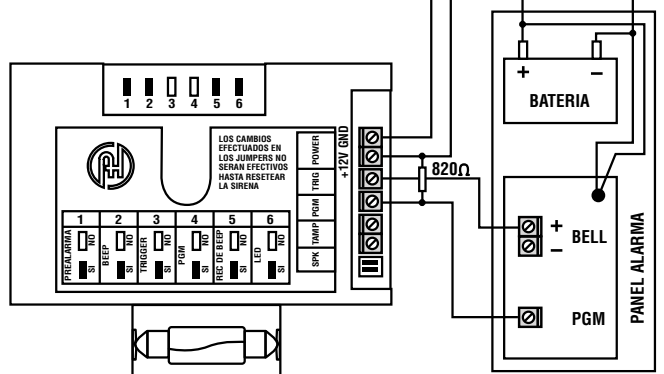 1 2 3 4 5 6
LOS CAMBIOS
EFECTUADOS EN
LOS JUMPERS NO
SERAN EFECTIVOS
HASTA RESETEAR
LA SIRENA
1 2 3 4 5 6
PREALARMA NO SI
BEEP NO SI
TRIGGER NO SI
PGM NO SI
REC DE BEEP NO SI
LED NO SI
POWER
TRIG
PGM
TAMP
SPK
+12V GND
820Ω
+ −
BATERIA
+
BELL
−
PGM
PANEL ALARMA